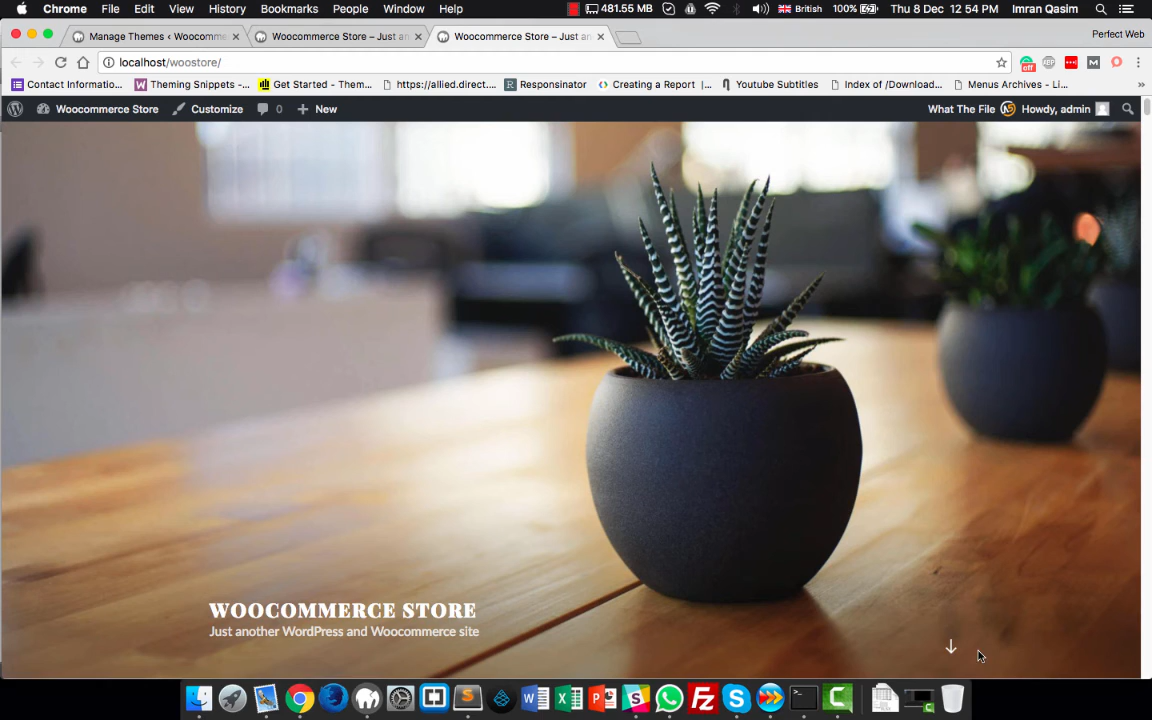 Chrome File Edit View History Bookmarks People Window Help 481.55 MB British 100% Thu 8 Dec 12:54 PM Imran Qasim
Manage Themes ‹ Woocomme Woocommerce Store – Just an Woocommerce Store – Just an Perfect Web
localhost/woostore/
Contact Informatio... Theming Snippets -... Get Started - Them... https://allied.direct... Responsinator Creating a Report |... Youtube Subtitles Index of /Download... Menus Archives - Li...
Woocommerce Store Customize 0 New What The File Howdy, admin
WOOCOMMERCE STORE
Just another WordPress and Woocommerce site